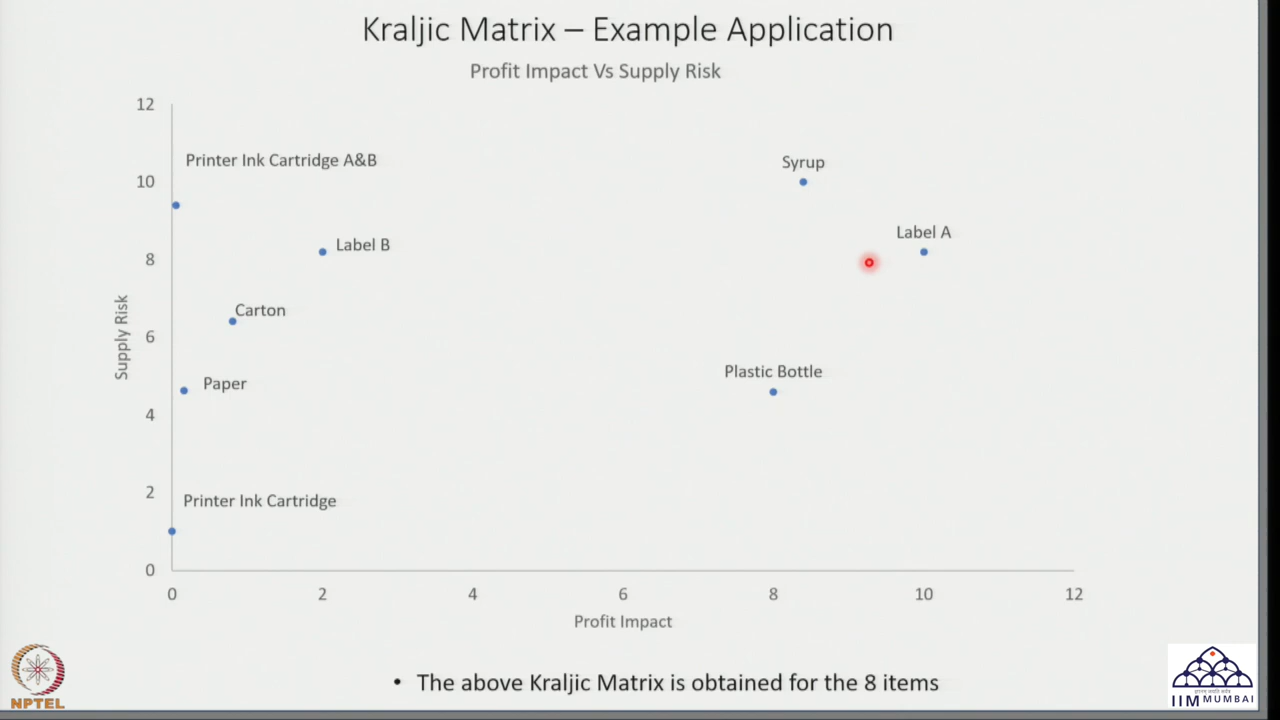 Kraljic Matrix – Example Application
Profit Impact Vs Supply Risk
12
Printer Ink Cartridge A&B
Syrup
10
Label A
Label B
8
Carton
6
Supply Risk
Plastic Bottle
Paper
4
2
Printer Ink Cartridge
0
0 2 4 6 8 10 12
Profit Impact
• The above Kraljic Matrix is obtained for the 8 items
NPTEL
IIM MUMBAI